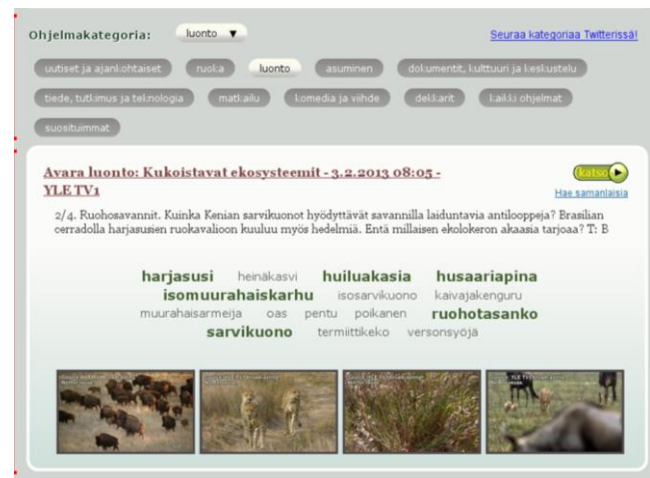 Ohjelmakategoria: luonto ▼ Seuraa kategoriaa Twitterissä!
uutiset ja ajankohtaiset ruoka luonto asuminen dokumentit, kulttuuri ja keskustelu
tiede, tutkimus ja teknologia matkailu komedia ja viihde dekkarit kaikki ohjelmat
suosituimmat
Avara luonto: Kukoistavat ekosysteemit - 3.2.2013 08:05 -
YLE TV1
katso
Hae samanlaisia
2/4. Ruohosavannit. Kuinka Kenian sarvikuonot hyödyttävät savannilla laiduntavia antilooppeja? Brasilian
cerradolla harjasusien ruokavalioon kuuluu myös hedelmiä. Entä millaisen ekolokeron akaasia tarjoaa? T: B
harjasusi heinäkasvi huiluakasia husaariapina
isomuurahaiskarhu isosarvikuono kaivajakenguru
muurahaisarmeija oas pentu poikanen ruohotasanko
sarvikuono termiittikeko versonsyöjä